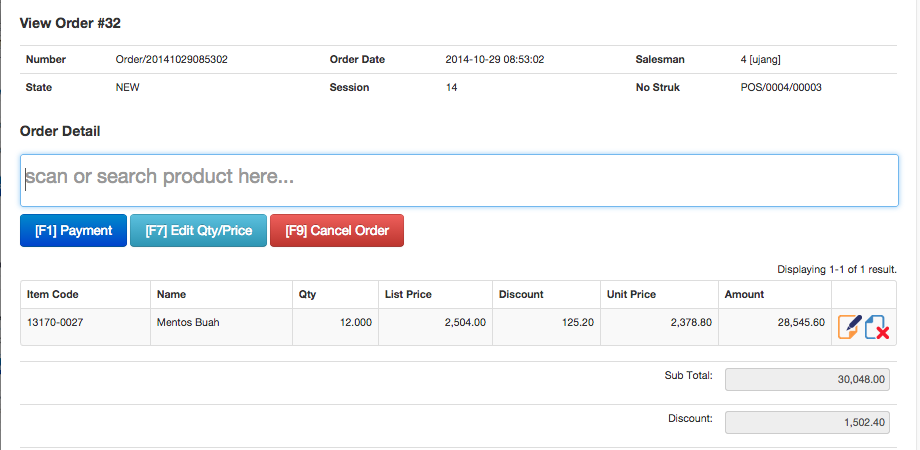 View Order #32
Number Order/20141029085302 Order Date 2014-10-29 08:53:02 Salesman 4 [ujang]
State NEW Session 14 No Struk POS/0004/00003
Order Detail
scan or search product here...
[F1] Payment [F7] Edit Qty/Price [F9] Cancel Order
Displaying 1-1 of 1 result.
Item Code Name Qty List Price Discount Unit Price Amount
13170-0027 Mentos Buah 12.000 2,504.00 125.20 2,378.80 28,545.60
Sub Total: 30,048.00
Discount: 1,502.40